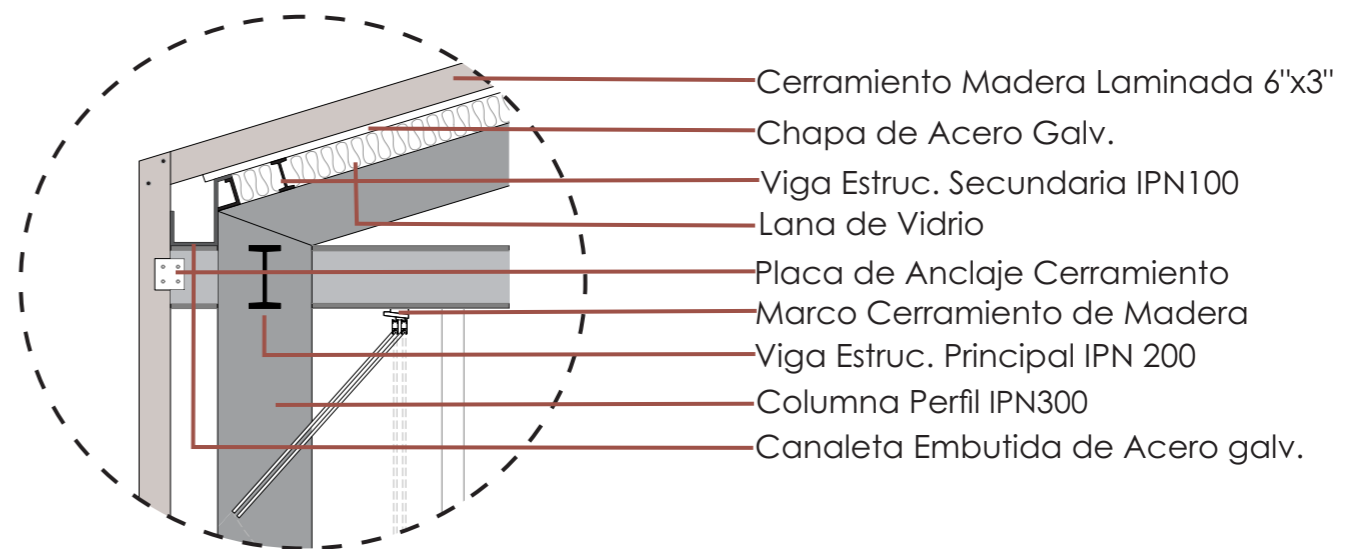 Cerramiento Madera Laminada 6"x3"
Chapa de Acero Galv.
Viga Estruc. Secundaria IPN100
Lana de Vidrio
Placa de Anclaje Cerramiento
Marco Cerramiento de Madera
Viga Estruc. Principal IPN 200
Columna Perfil IPN300
Canaleta Embutida de Acero galv.